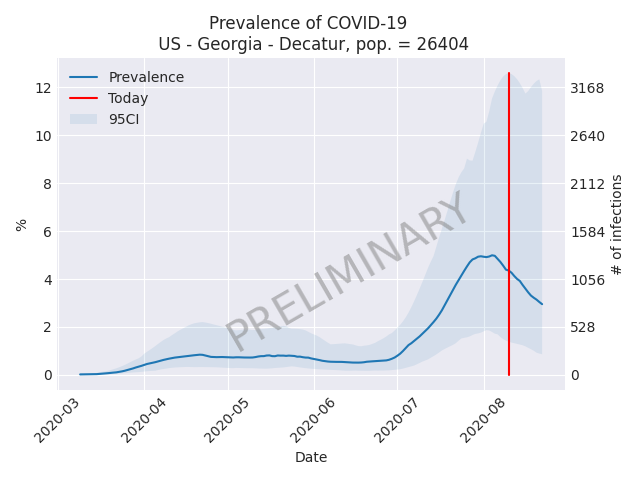 Prevalence of COVID-19
US - Georgia - Decatur, pop. = 26404
Prevalence
Today
95CI
12
10
8
6
4
2
0
%
3168
2640
2112
1584
1056
528
0
# of infections
PRELIMINARY
2020-03
2020-04
2020-05
2020-06
2020-07
2020-08
Date